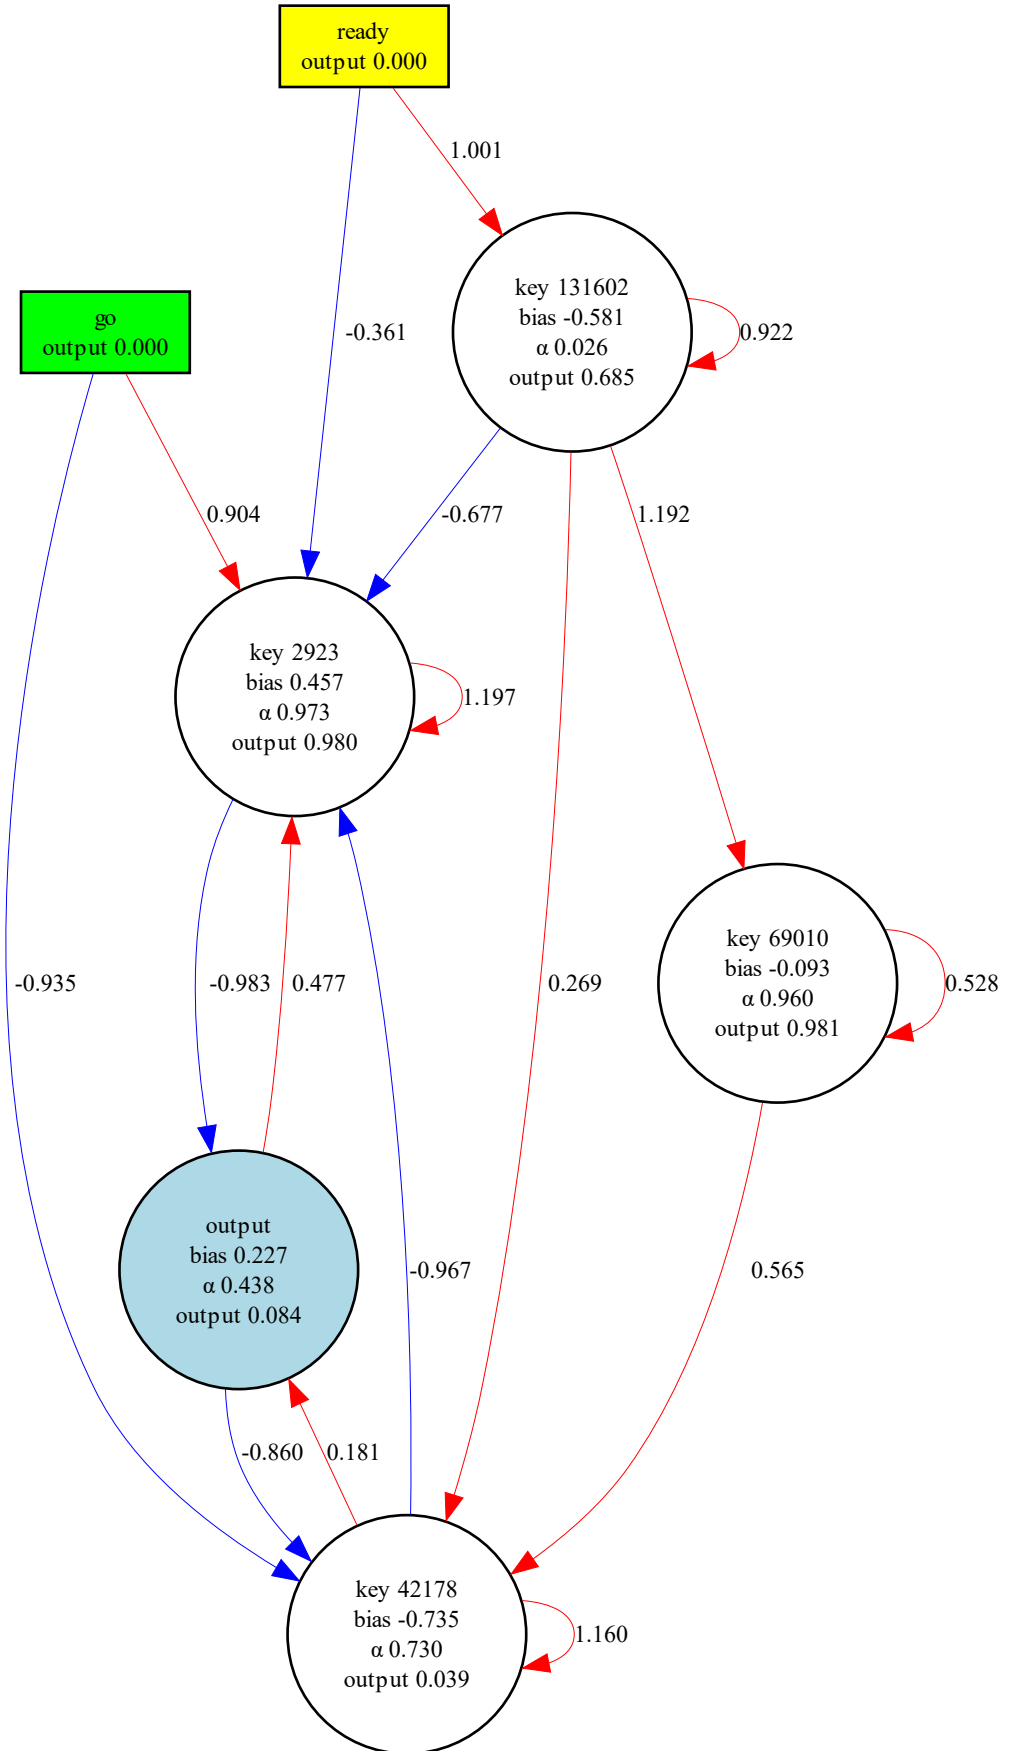 ready
output 0.000
1.001
key 131602
bias -0.581
α 0.026
output 0.685
0.922
go
output 0.000
-0.361
0.904
-0.677
1.192
key 2923
bias 0.457
α 0.973
output 0.980
1.197
key 69010
bias -0.093
α 0.960
output 0.981
0.528
-0.935
-0.983
0.477
0.269
output
bias 0.227
α 0.438
output 0.084
-0.967
0.565
-0.860
0.181
key 42178
bias -0.735
α 0.730
output 0.039
1.160